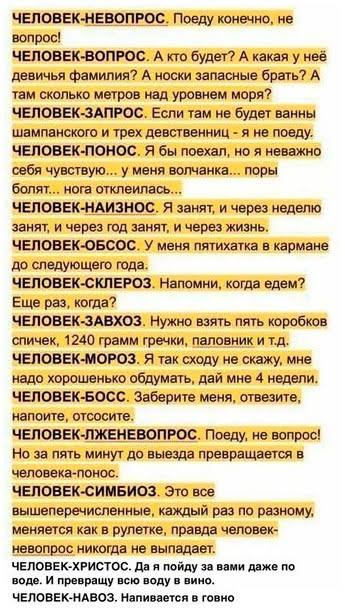 ЧЕЛОВЕК-НЕВОПРОС. Поеду конечно, не
вопрос!
ЧЕЛОВЕК-ВОПРОС. А кто будет? А какая у неё
девичья фамилия? А носки запасные брать? А
там сколько метров над уровнем моря?
ЧЕЛОВЕК-ЗАПРОС. Если там не будет ванны
шампанского и трех девственниц - я не поеду.
ЧЕЛОВЕК-ПОНОС. Я бы поехал, но я неважно
себя чувствую... у меня волчанка... поры
болят... нога отклеилась...
ЧЕЛОВЕК-НАИЗНОС. Я занят, и через неделю
занят, и через год занят, и через жизнь.
ЧЕЛОВЕК-ОБСОС. У меня пятихатка в кармане
до следующего года.
ЧЕЛОВЕК-СКЛЕРОЗ. Напомни, когда едем?
Еще раз, когда?
ЧЕЛОВЕК-ЗАВХОЗ. Нужно взять пять коробков
спичек, 1240 грамм гречки, паловник и т.д.
ЧЕЛОВЕК-МОРОЗ. Я так сходу не скажу, мне
надо хорошенько обдумать, дай мне 4 недели.
ЧЕЛОВЕК-БОСС. Заберите меня, отвезите,
напоите, отсосите.
ЧЕЛОВЕК-ЛЖЕНЕВОПРОС. Поеду, не вопрос!
Но за пять минут до выезда превращается в
человека-понос.
ЧЕЛОВЕК-СИМБИОЗ. Это все
вышеперечисленные, каждый раз по разному,
меняется как в рулетке, правда человек-
невопрос никогда не выпадает.
ЧЕЛОВЕК-ХРИСТОС. Да я пойду за вами даже по
воде. И превращу всю воду в вино.
ЧЕЛОВЕК-НАВОЗ. Напивается в говно